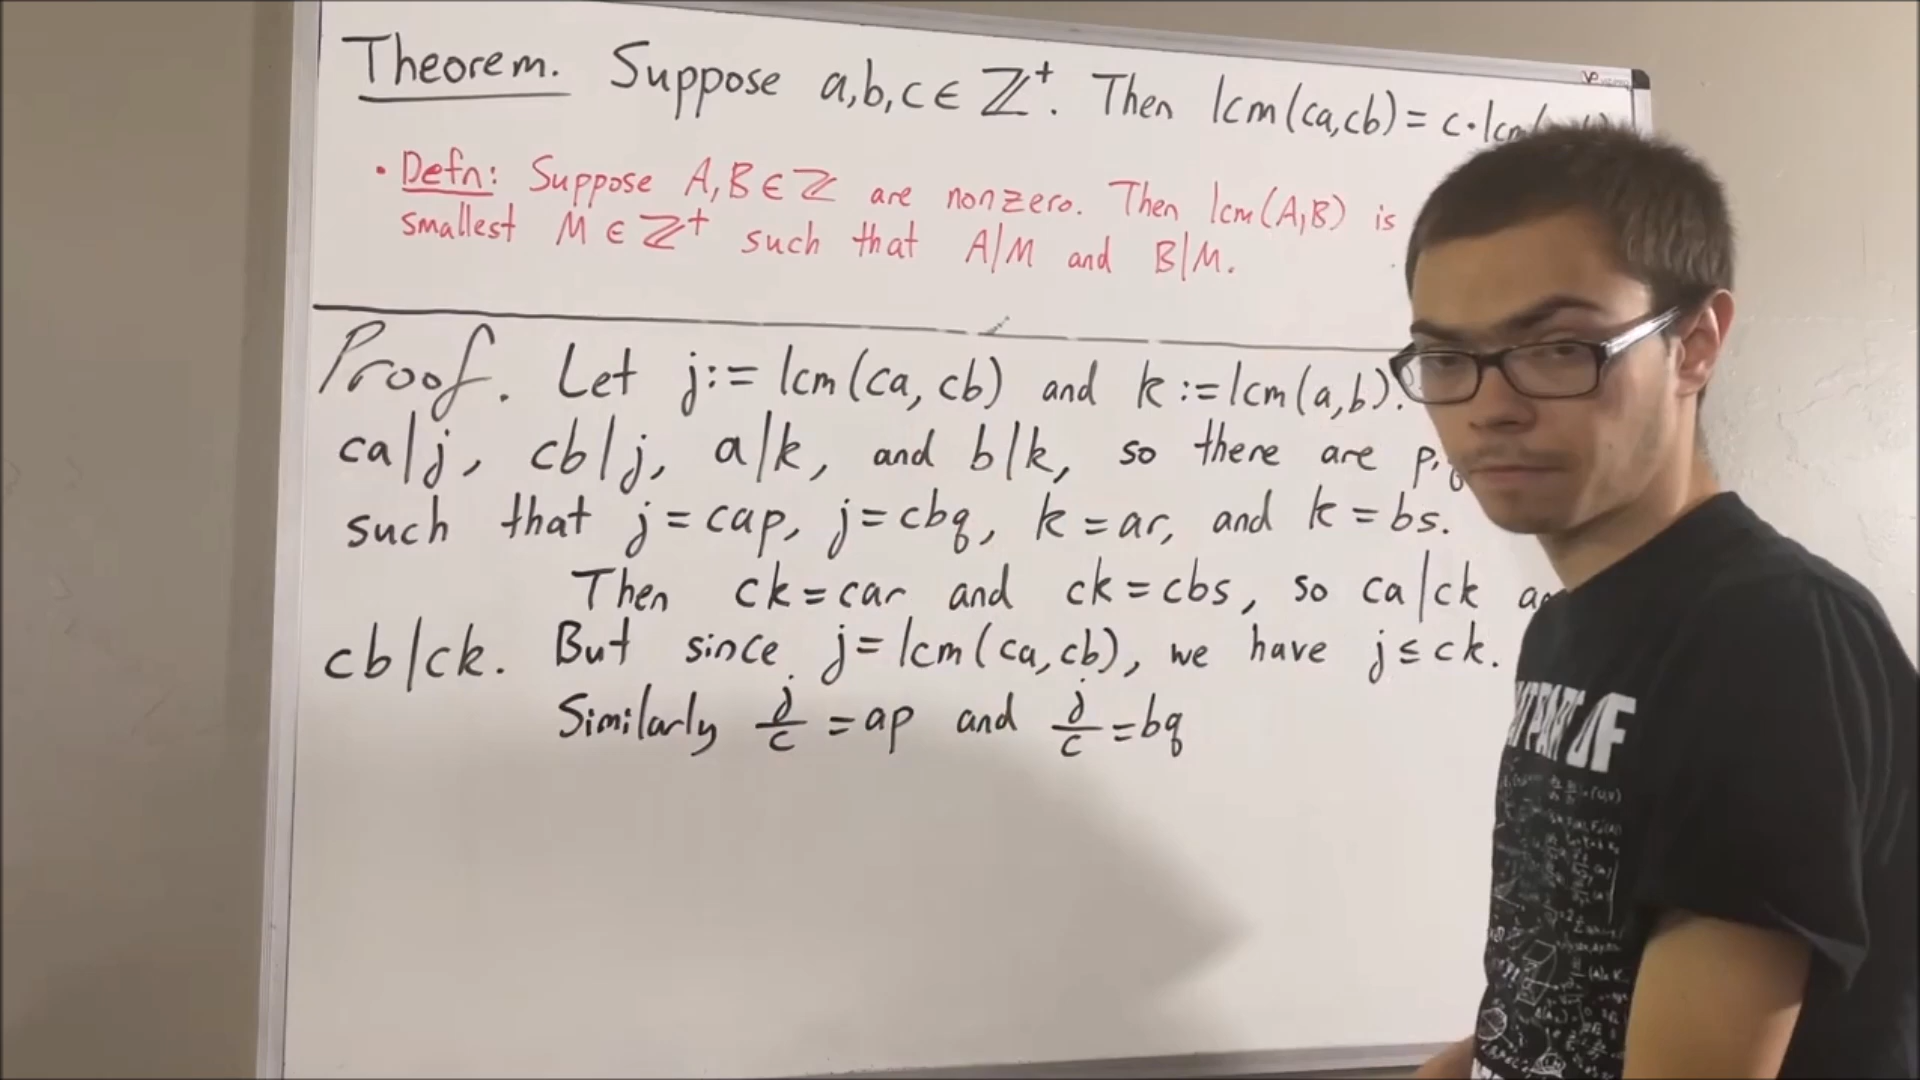 Theorem. Suppose a,b,c ∈ ℤ⁺. Then lcm(ca,cb) = c·lcm(
• Defn: Suppose A,B ∈ ℤ are nonzero. Then lcm(A,B) is
smallest M ∈ ℤ⁺ such that A|M and B|M.
Proof. Let j := lcm(ca, cb) and k := lcm(a,b).
ca|j, cb|j, a|k, and b|k, so there are p,q
such that j = cap, j = cbq, k = ar, and k = bs.
Then ck = car and ck = cbs, so ca|ck
cb|ck. But since j = lcm(ca,cb), we have j ≤ ck.
Similarly j/c = ap and j/c = bq
OF